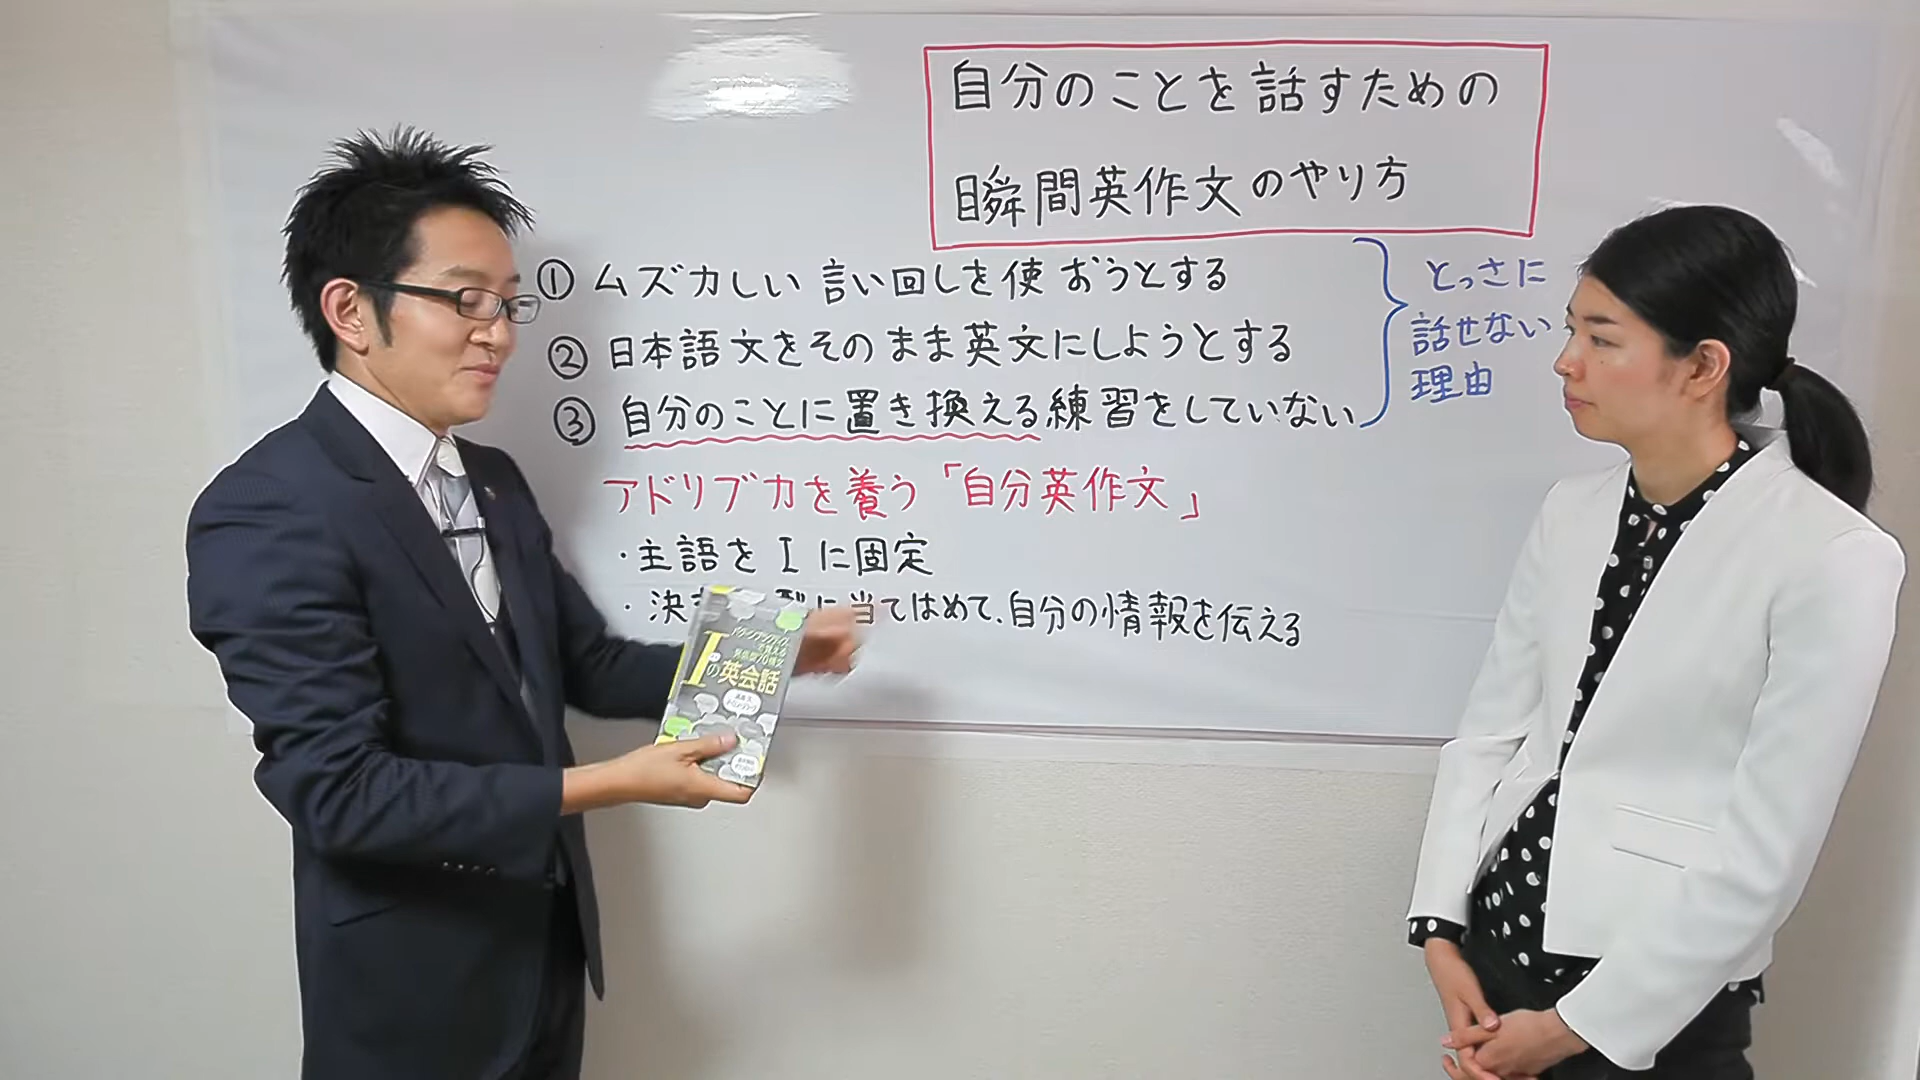 自分のことを話すための
瞬間英作文のやり方
① ムズカしい言い回しを使おうとする
② 日本語文をそのまま英文にしようとする
③ 自分のことに置き換える練習をしていない
とっさに
話せない
理由
アドリブ力を養う「自分英作文」
・主語を I に固定
・決 に当てはめて、自分の情報を伝える
Iの英会話